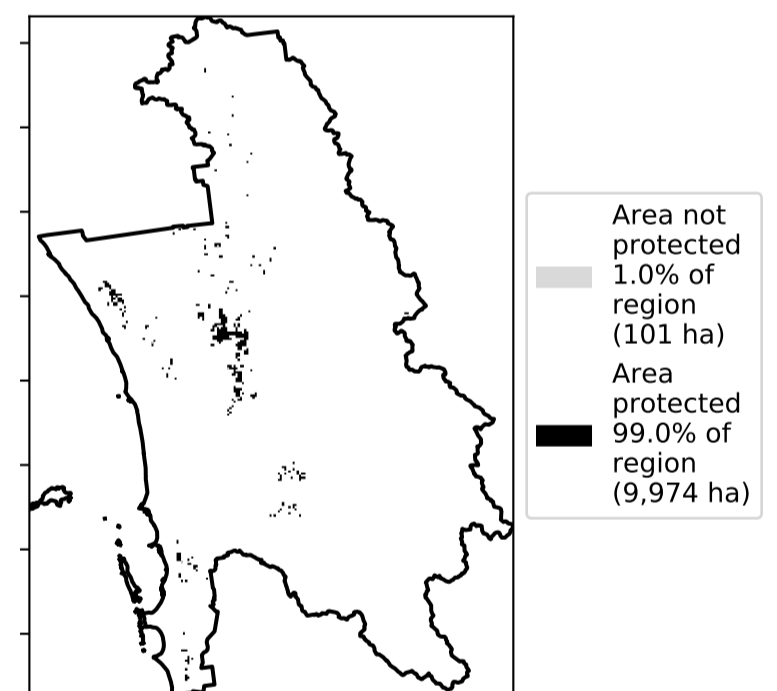 Area not
protected
1.0% of
region
(101 ha)
Area
protected
99.0% of
region
(9,974 ha)